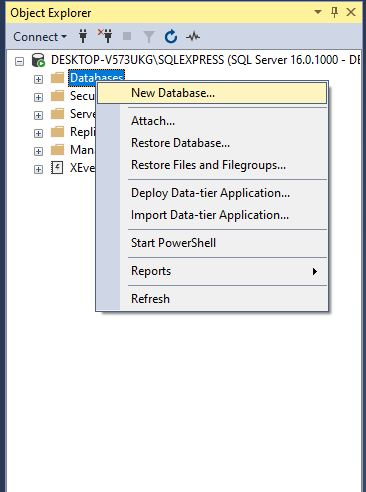 Object Explorer
Connect
DESKTOP-V573UKG\SQLEXPRESS (SQL Server 16.0.1000 - DE
Databases
New Database...
Secu
Attach...
Serve
Restore Database...
Repli
Restore Files and Filegroups...
Mana
XEve
Deploy Data-tier Application...
Import Data-tier Application...
Start PowerShell
Reports
Refresh